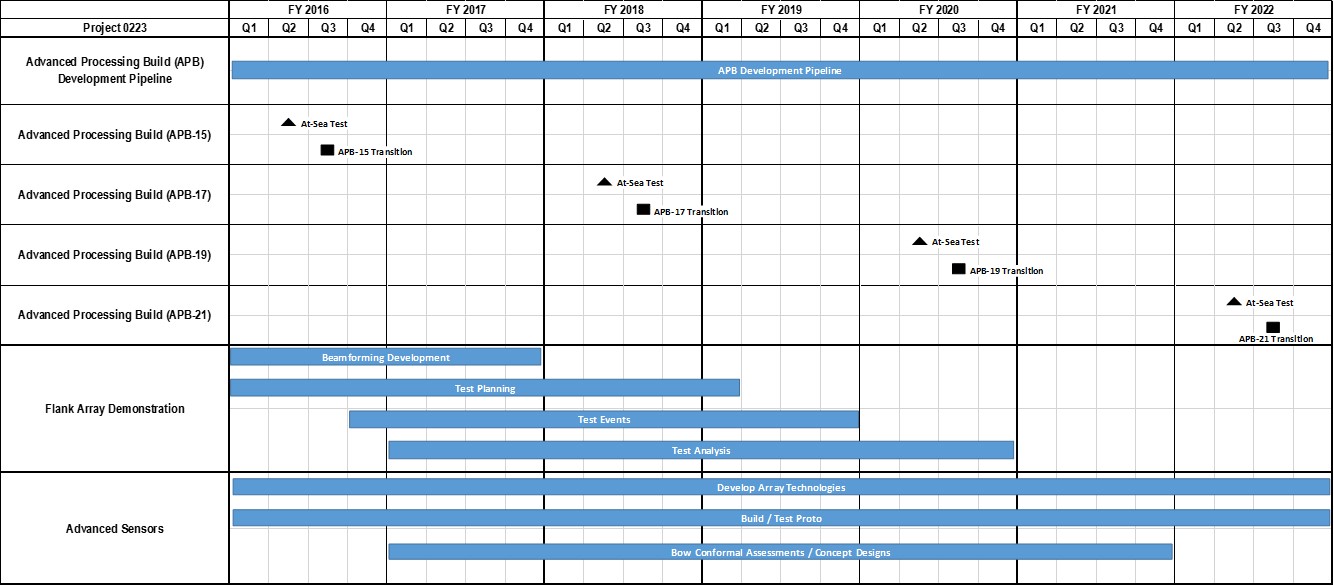 FY 2016 FY 2017 FY 2018 FY 2019 FY 2020 FY 2021 FY 2022
Project 0223 Q1 Q2 Q3 Q4 Q1 Q2 Q3 Q4 Q1 Q2 Q3 Q4 Q1 Q2 Q3 Q4 Q1 Q2 Q3 Q4 Q1 Q2 Q3 Q4 Q1 Q2 Q3 Q4
Advanced Processing Build (APB)
Development Pipeline
APB Development Pipeline
Advanced Processing Build (APB-15)
At-Sea Test
APB-15 Transition
Advanced Processing Build (APB-17)
At-Sea Test
APB-17 Transition
Advanced Processing Build (APB-19)
At-Sea Test
APB-19 Transition
Advanced Processing Build (APB-21)
At-Sea Test
APB-21 Transition
Flank Array Demonstration
Beamforming Development
Test Planning
Test Events
Test Analysis
Advanced Sensors
Develop Array Technologies
Build / Test Proto
Bow Conformal Assessments / Concept Designs